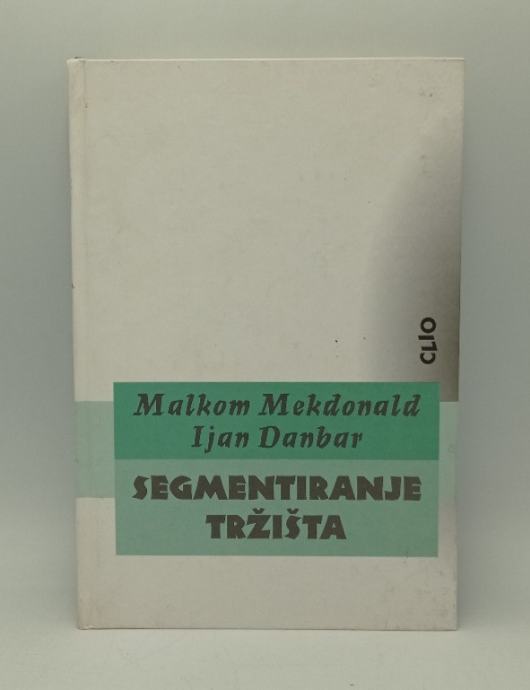 CLIO
Malkom Mekdonald
Ijan Danbar
SEGMENTIRANJE
TRŽIŠTA